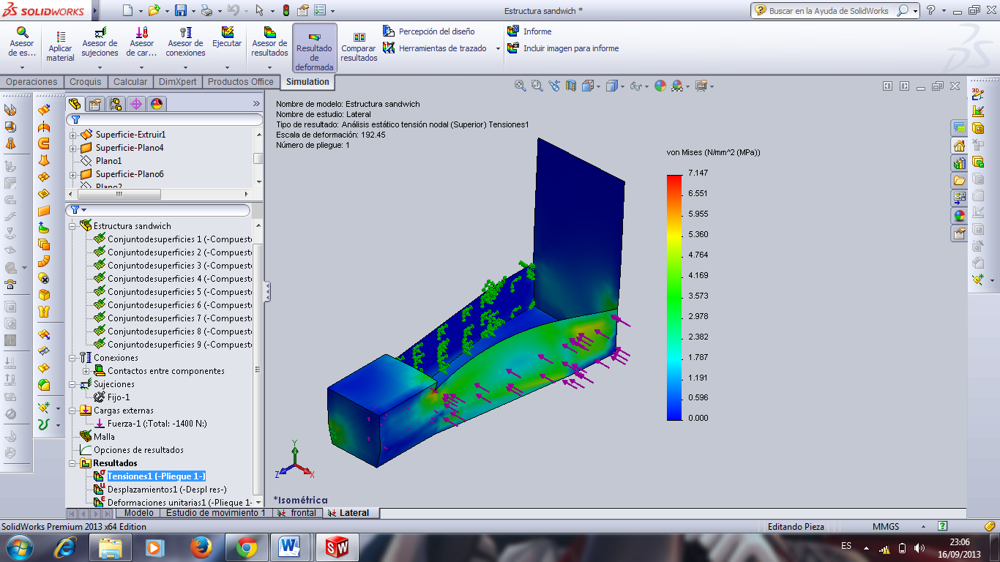 SOLIDWORKS
Estructura sandwich *
Buscar en la Ayuda de SolidWorks
Asesor de es...
Aplicar material
Asesor de sujeciones
Asesor de car...
Asesor de conexiones
Ejecutar
Asesor de resultados
Resultado de deformada
Comparar resultados
Percepción del diseño
Herramientas de trazado
Informe
Incluir imagen para informe
Operaciones
Croquis
Calcular
DimXpert
Productos Office
Simulation
Superficie-Extruir1
Superficie-Plano4
Plano1
Superficie-Plano6
Plano2
Estructura sandwich
Conjuntodesuperficies 1 (-Compuest
Conjuntodesuperficies 2 (-Compuest
Conjuntodesuperficies 3 (-Compuest
Conjuntodesuperficies 4 (-Compuest
Conjuntodesuperficies 5 (-Compuest
Conjuntodesuperficies 6 (-Compuest
Conjuntodesuperficies 7 (-Compuest
Conjuntodesuperficies 8 (-Compuest
Conjuntodesuperficies 9 (-Compuest
Conexiones
Contactos entre componentes
Sujeciones
Fijo-1
Cargas externas
Fuerza-1 (:Total: -1400 N:)
Malla
Opciones de resultados
Resultados
Tensiones1 (-Pliegue 1-)
Desplazamientos1 (-Despl res-)
Deformaciones unitarias1 (-Pliegue 1-
Nombre de modelo: Estructura sandwich
Nombre de estudio: Lateral
Tipo de resultado: Análisis estático tensión nodal (Superior) Tensiones1
Escala de deformación: 192.45
Número de pliegue: 1
von Mises (N/mm^2 (MPa))
7.147
6.551
5.955
5.360
4.764
4.169
3.573
2.978
2.382
1.787
1.191
0.596
0.000
Y
Z
X
*Isométrica
Modelo
Estudio de movimiento 1
frontal
Lateral
SolidWorks Premium 2013 x64 Edition
Editando Pieza
MMGS
ES
23:06
16/09/2013